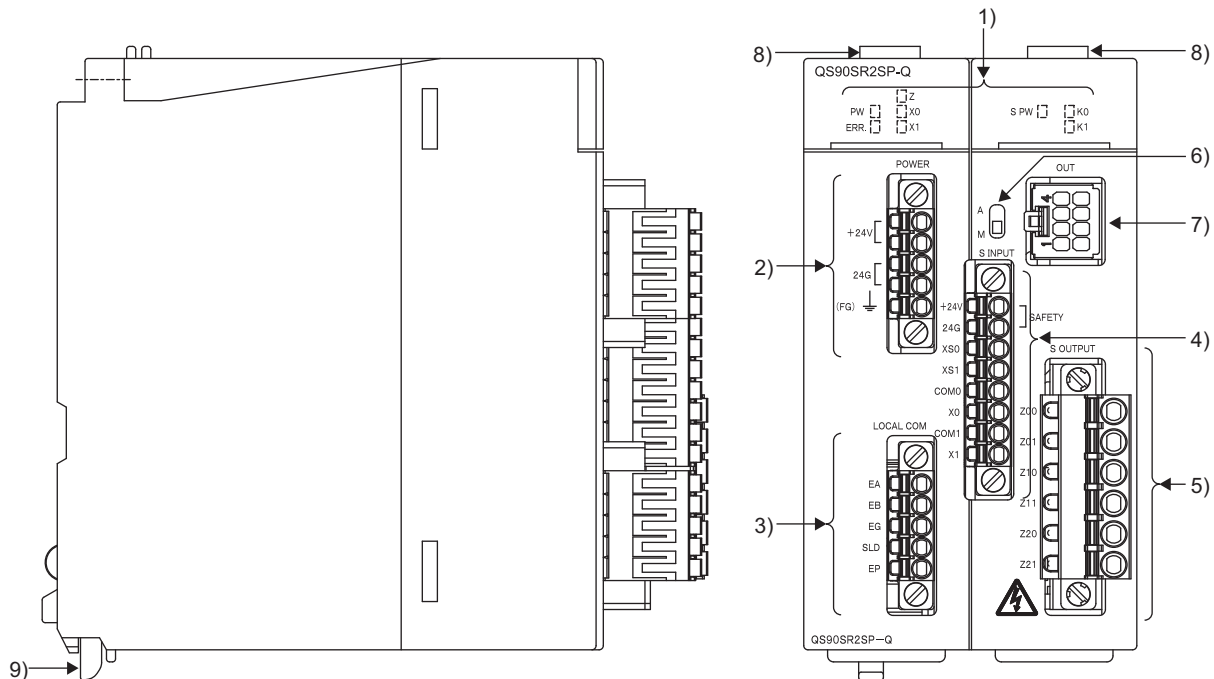 1)
8)
8)
QS90SR2SP-Q
Z
PW
X0
ERR.
X1
S PW
K0
K1
6)
POWER
OUT
A
M
4
1
7)
+24V
24G
(FG)
2)
S INPUT
+24V
SAFETY
24G
XS0
XS1
COM0
X0
COM1
X1
4)
S OUTPUT
Z00
Z01
Z10
Z11
Z20
Z21
5)
LOCAL COM
EA
EB
EG
SLD
EP
3)
QS90SR2SP-Q
9)